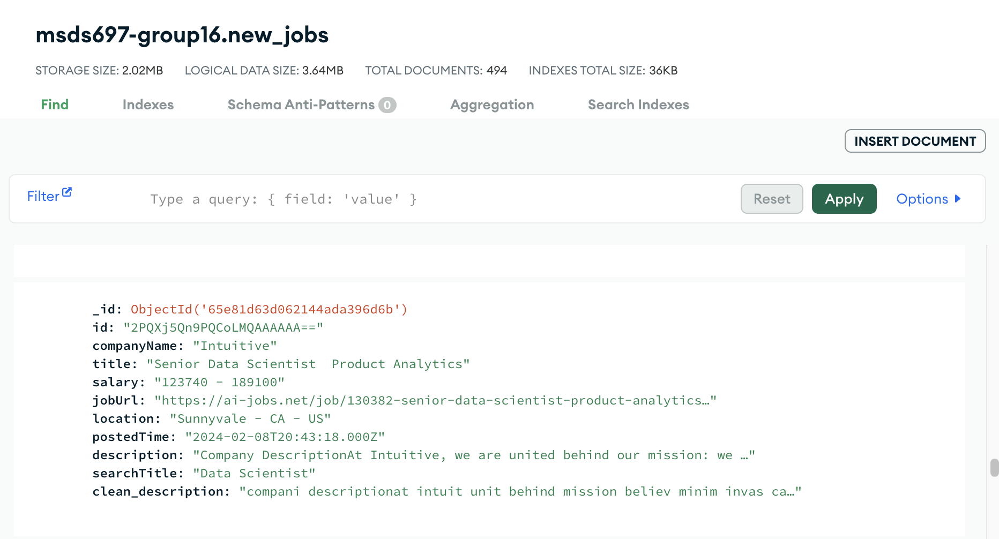 msds697-group16.new_jobs
STORAGE SIZE: 2.02MB LOGICAL DATA SIZE: 3.64MB TOTAL DOCUMENTS: 494 INDEXES TOTAL SIZE: 36KB
Find Indexes Schema Anti-Patterns 0 Aggregation Search Indexes
INSERT DOCUMENT
Filter Type a query: { field: 'value' } Reset Apply Options
_id: ObjectId('65e81d63d062144ada396d6b')
id: "2PQXj5Qn9PQCoLMQAAAAAA=="
companyName: "Intuitive"
title: "Senior Data Scientist  Product Analytics"
salary: "123740 - 189100"
jobUrl: "https://ai-jobs.net/job/130382-senior-data-scientist-product-analytics…"
location: "Sunnyvale - CA - US"
postedTime: "2024-02-08T20:43:18.000Z"
description: "Company DescriptionAt Intuitive, we are united behind our mission: we …"
searchTitle: "Data Scientist"
clean_description: "compani descriptionat intuit unit behind mission believ minim invas ca…"